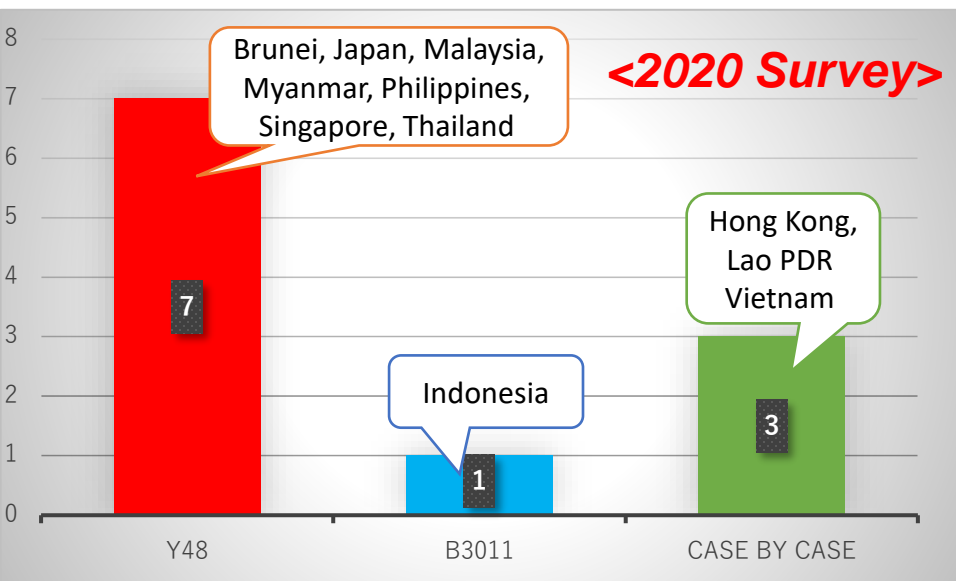 <2020 Survey>
8
7
6
5
4
3
2
1
0
Brunei, Japan, Malaysia,
Myanmar, Philippines,
Singapore, Thailand
7
Indonesia
1
Hong Kong,
Lao PDR
Vietnam
3
Y48
B3011
CASE BY CASE